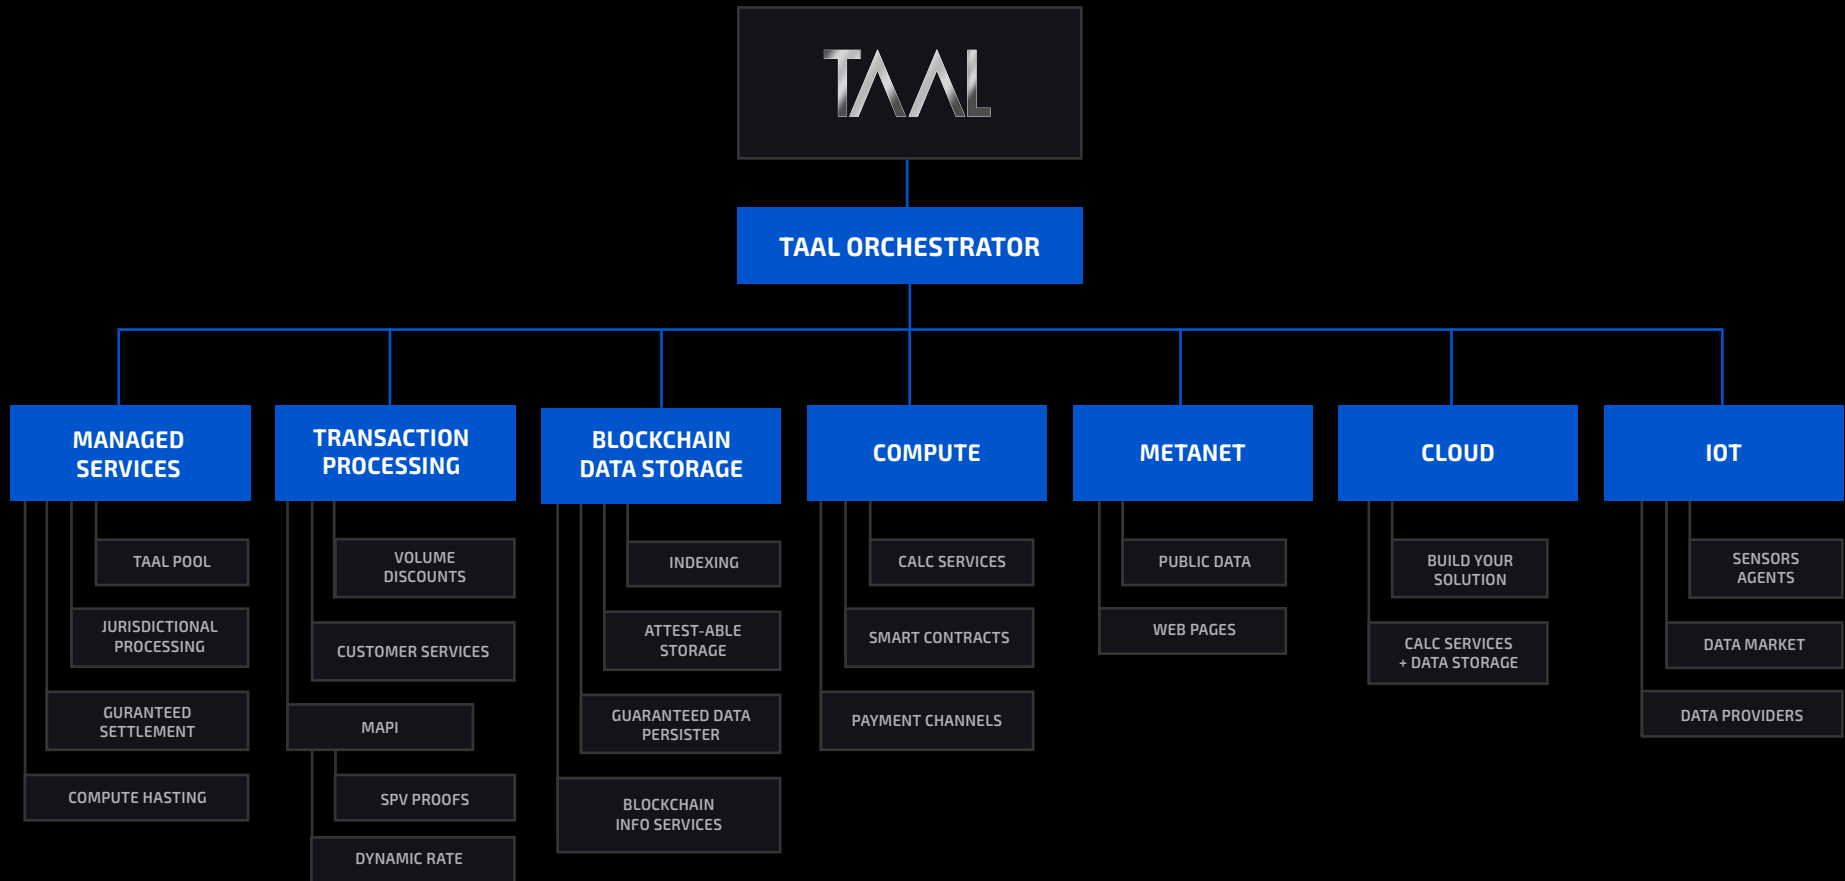 TAAL
TAAL ORCHESTRATOR
MANAGED
SERVICES
TAAL POOL
JURISDICTIONAL
PROCESSING
GURANTEED
SETTLEMENT
COMPUTE HASTING
TRANSACTION
PROCESSING
VOLUME
DISCOUNTS
CUSTOMER SERVICES
MAPI
SPV PROOFS
DYNAMIC RATE
BLOCKCHAIN
DATA STORAGE
INDEXING
ATTEST-ABLE
STORAGE
GUARANTEED DATA
PERSISTER
BLOCKCHAIN
INFO SERVICES
COMPUTE
CALC SERVICES
SMART CONTRACTS
PAYMENT CHANNELS
METANET
PUBLIC DATA
WEB PAGES
CLOUD
BUILD YOUR
SOLUTION
CALC SERVICES
+ DATA STORAGE
IOT
SENSORS
AGENTS
DATA MARKET
DATA PROVIDERS